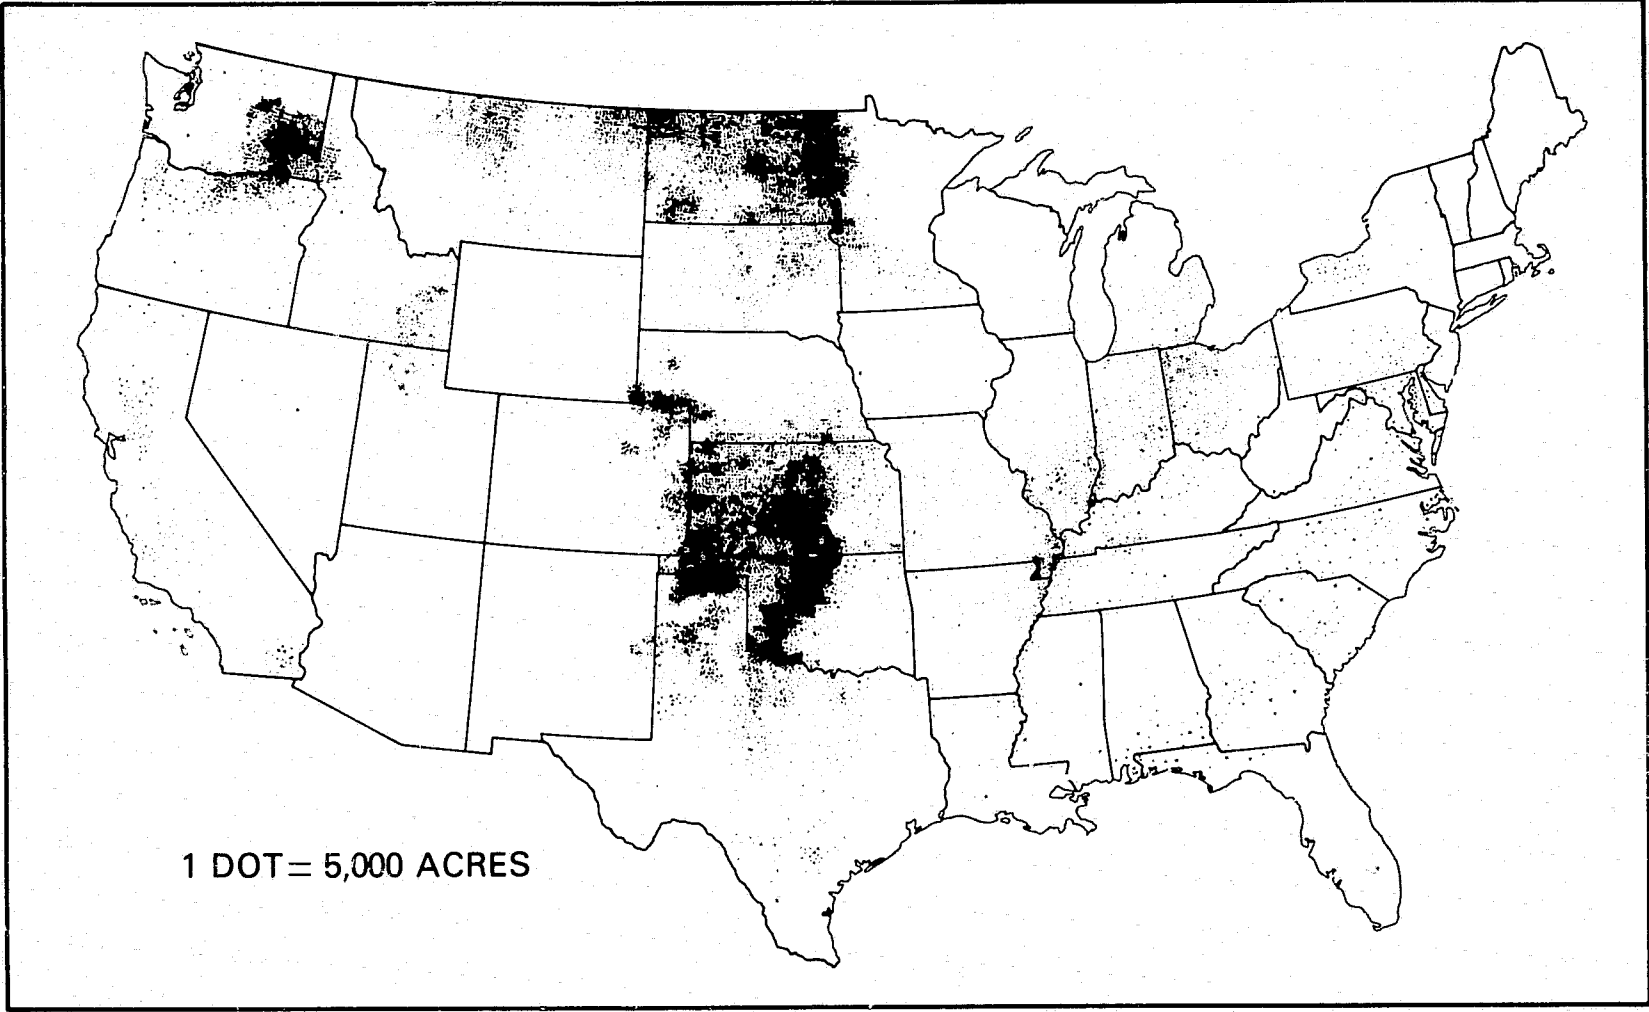 1 DOT = 5,000 ACRES